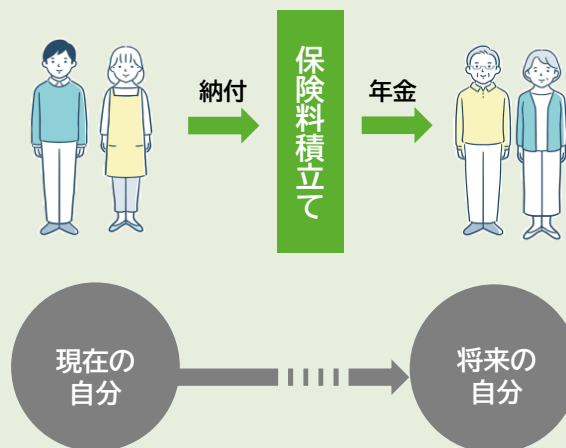 納付
保険料積立て
年金
現在の
自分
将来の
自分